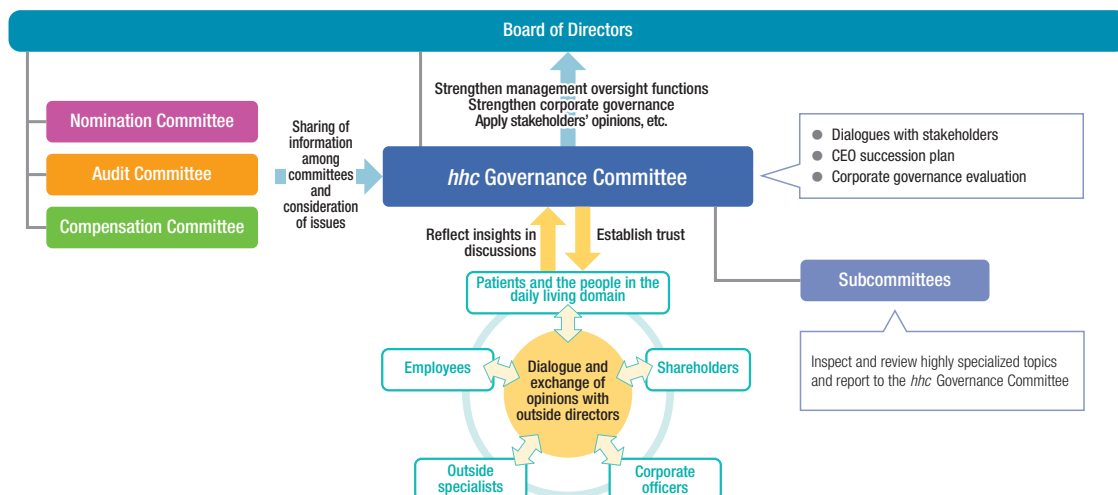 Board of Directors
Strengthen management oversight functions
Strengthen corporate governance
Apply stakeholders' opinions, etc.
Nomination Committee
Audit Committee
Compensation Committee
Sharing of
information
among
committees
and
consideration
of issues
hhc Governance Committee
● Dialogues with stakeholders
● CEO succession plan
● Corporate governance evaluation
Reflect insights in
discussions
Establish trust
Subcommittees
Inspect and review highly specialized topics
and report to the hhc Governance Committee
Patients and the people in the
daily living domain
Employees
Shareholders
Dialogue and
exchange of
opinions with
outside directors
Outside
specialists
Corporate
officers